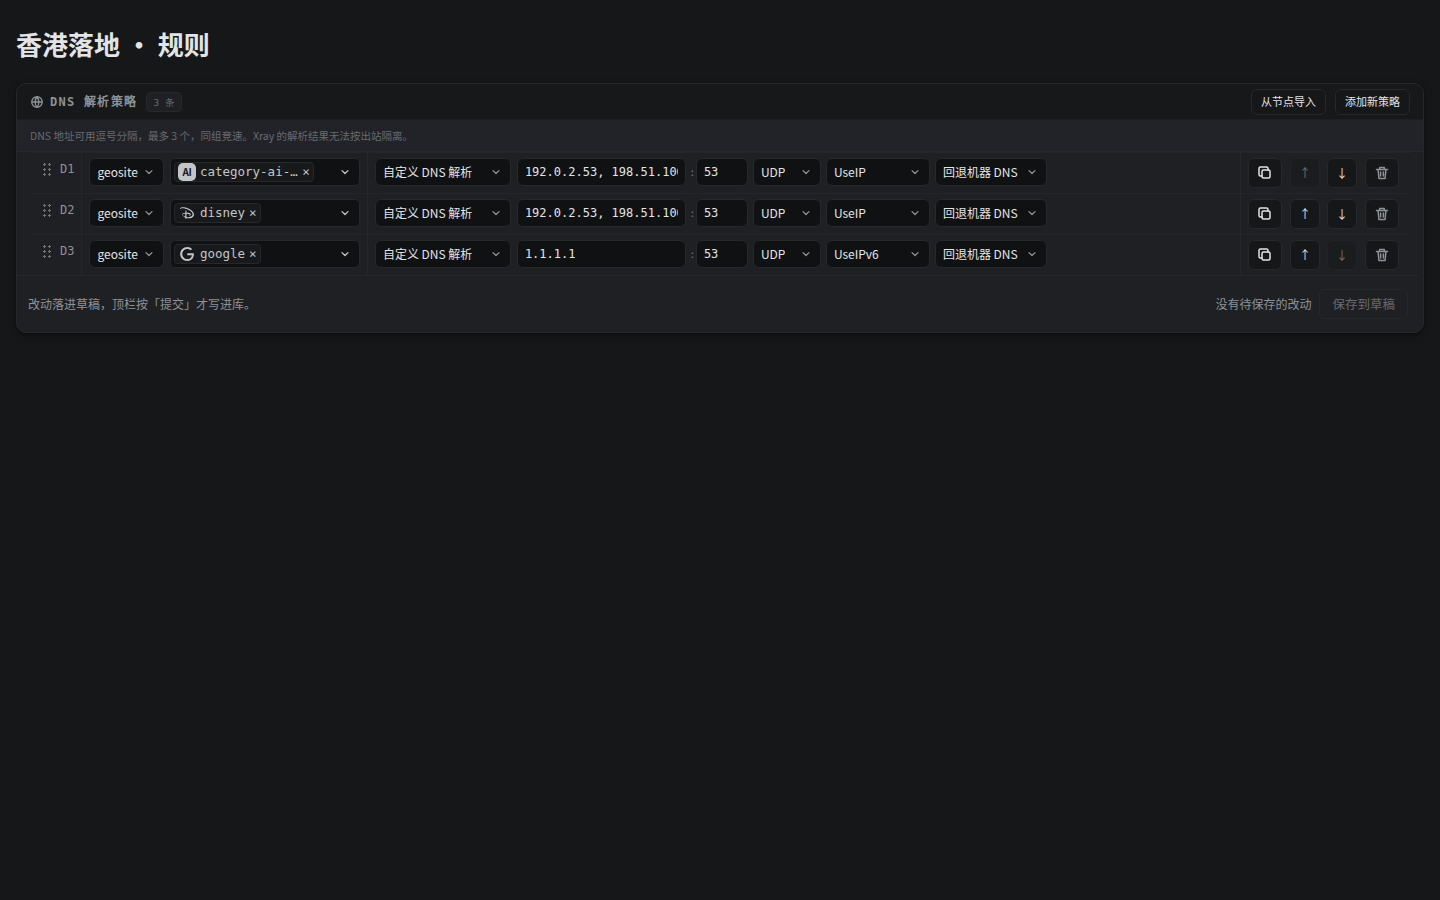 香港落地 · 规则
DNS 解析策略 3 条 从节点导入 添加新策略
DNS 地址可用逗号分隔，最多 3 个，同组竞速。Xray 的解析结果无法按出站隔离。
D1 geosite AI category-ai-… × 自定义 DNS 解析 192.0.2.53, 198.51.10 : 53 UDP UseIP 回退机器 DNS ↑ ↓
D2 geosite disney × 自定义 DNS 解析 192.0.2.53, 198.51.10 : 53 UDP UseIP 回退机器 DNS ↑ ↓
D3 geosite google × 自定义 DNS 解析 1.1.1.1 : 53 UDP UseIPv6 回退机器 DNS ↑ ↓
改动落进草稿，顶栏按「提交」才写进库。 没有待保存的改动 保存到草稿